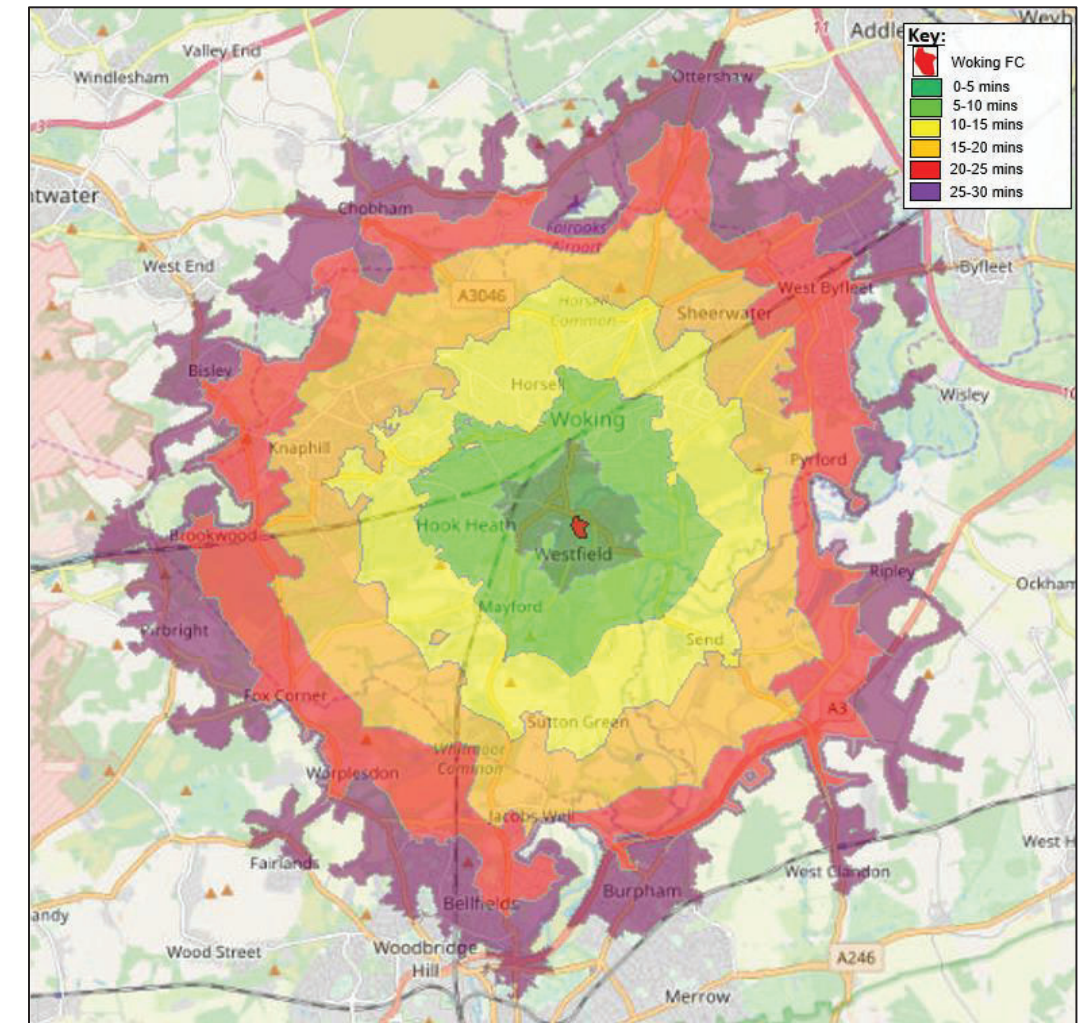 Weyb
Addle
11
Valley End
Windlesham
Ottershaw
3
Key:
Woking FC
0-5 mins
5-10 mins
10-15 mins
15-20 mins
20-25 mins
25-30 mins
ntwater
Chobham
Fairoaks
Airport
West End
Byfleet
West Byfleet
A3046
Horsell
Common
Sheerwater
Bisley
Horsell
Wisley
10
Woking
Knaphill
Pyrford
Hook Heath
Brookwood
Westfield
Ripley
Ockham
Mayford
Pirbright
Send
Fox Corner
A3
Sutton Green
Whitmoor
Common
Worplesdon
Jacobs Well
West H
Fairlands
West Clandon
Burpham
Bellfields
andy
Wood Street
Woodbridge
Hill
A246
Merrow